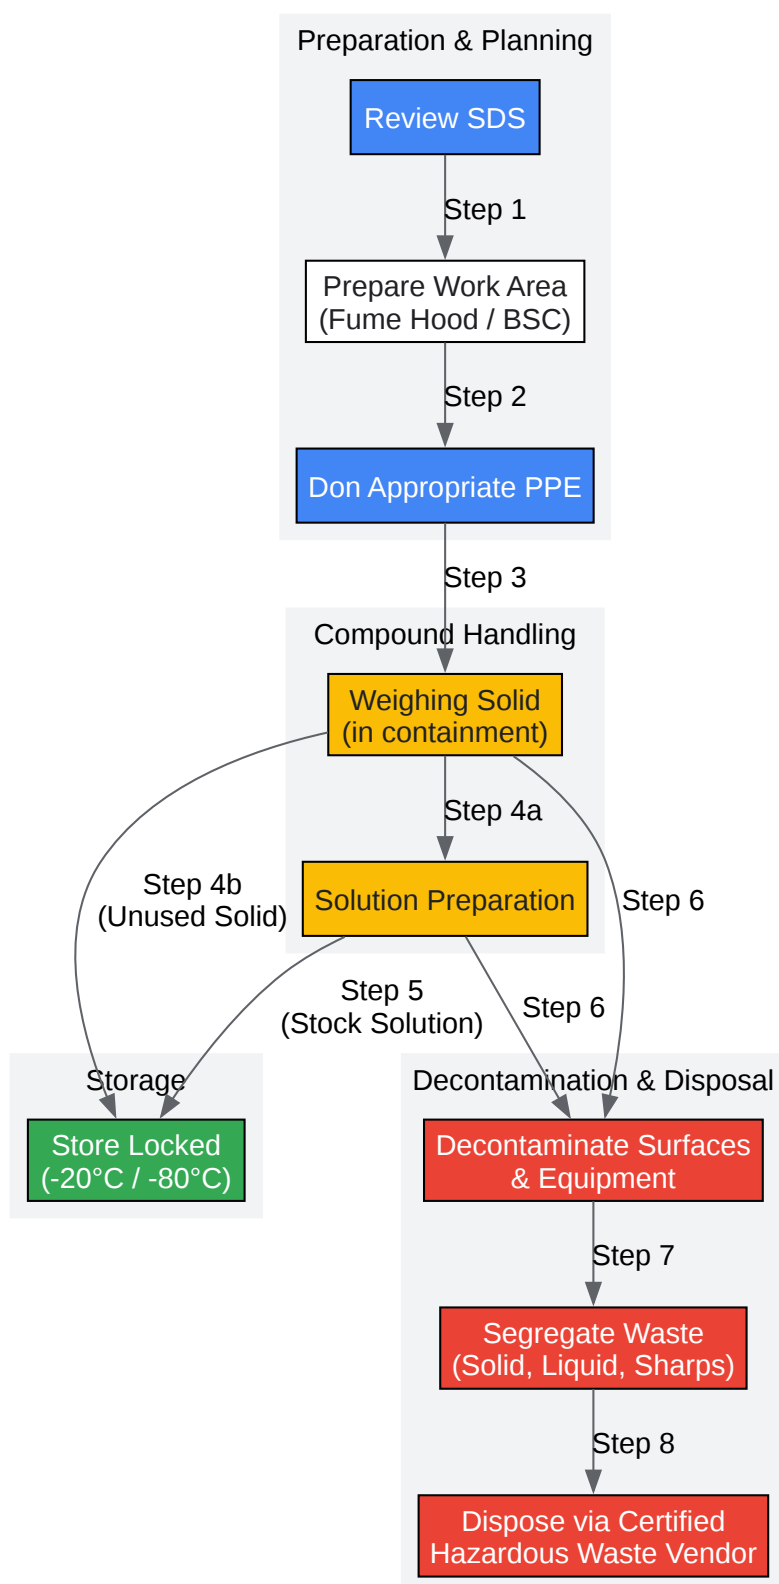 Preparation & Planning
Review SDS
Step 1
Prepare Work Area
(Fume Hood / BSC)
Step 2
Don Appropriate PPE
Step 3
Compound Handling
Weighing Solid
(in containment)
Step 4a
Step 4b
(Unused Solid)
Solution Preparation
Step 6
Step 5
(Stock Solution)
Step 6
Storage
Store Locked
(-20°C / -80°C)
Decontamination & Disposal
Decontaminate Surfaces
& Equipment
Step 7
Segregate Waste
(Solid, Liquid, Sharps)
Step 8
Dispose via Certified
Hazardous Waste Vendor